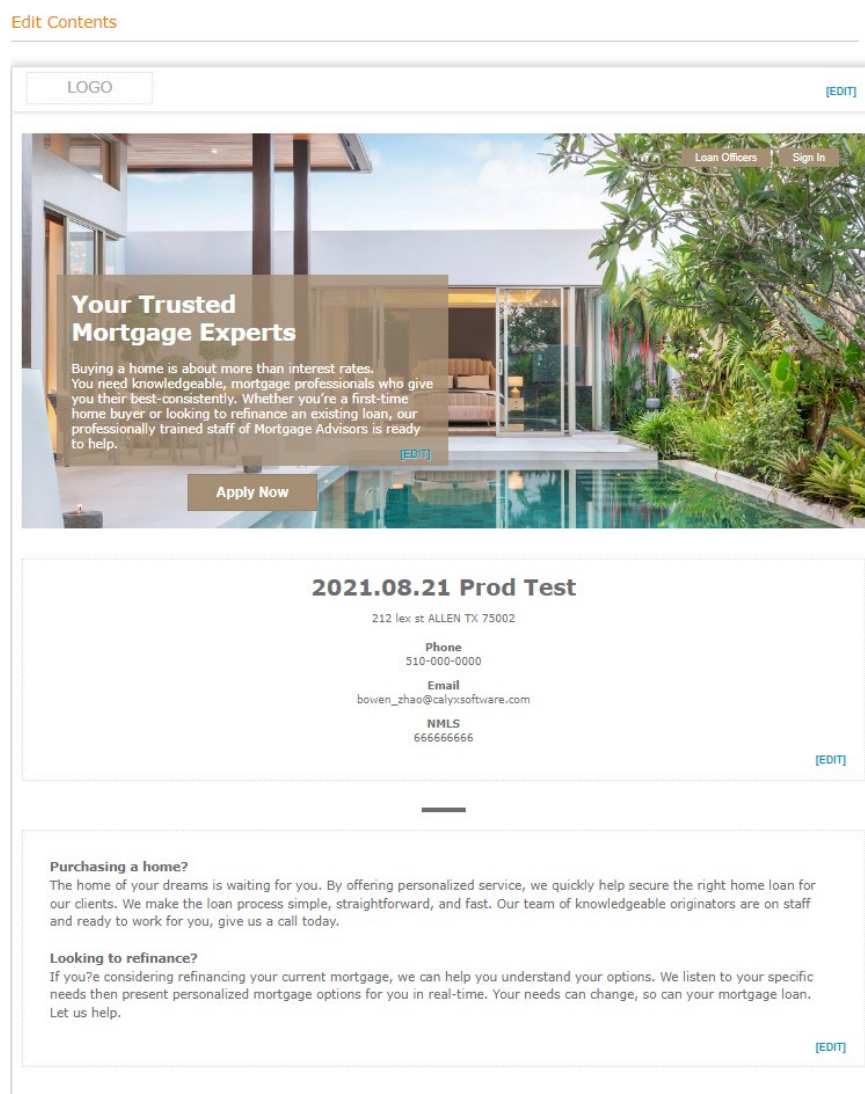 Edit Contents
LOGO
[EDIT]
Loan Officers
Sign In
Your Trusted
Mortgage Experts
Buying a home is about more than interest rates.
You need knowledgeable, mortgage professionals who give
you their best-consistently. Whether you're a first-time
home buyer or looking to refinance an existing loan, our
professionally trained staff of Mortgage Advisors is ready
to help.
[EDIT]
Apply Now
2021.08.21 Prod Test
212 lex st ALLEN TX 75002
Phone
510-000-0000
Email
bowen_zhao@calyxsoftware.com
NMLS
666666666
[EDIT]
Purchasing a home?
The home of your dreams is waiting for you. By offering personalized service, we quickly help secure the right home loan for
our clients. We make the loan process simple, straightforward, and fast. Our team of knowledgeable originators are on staff
and ready to work for you, give us a call today.
Looking to refinance?
If you?e considering refinancing your current mortgage, we can help you understand your options. We listen to your specific
needs then present personalized mortgage options for you in real-time. Your needs can change, so can your mortgage loan.
Let us help.
[EDIT]